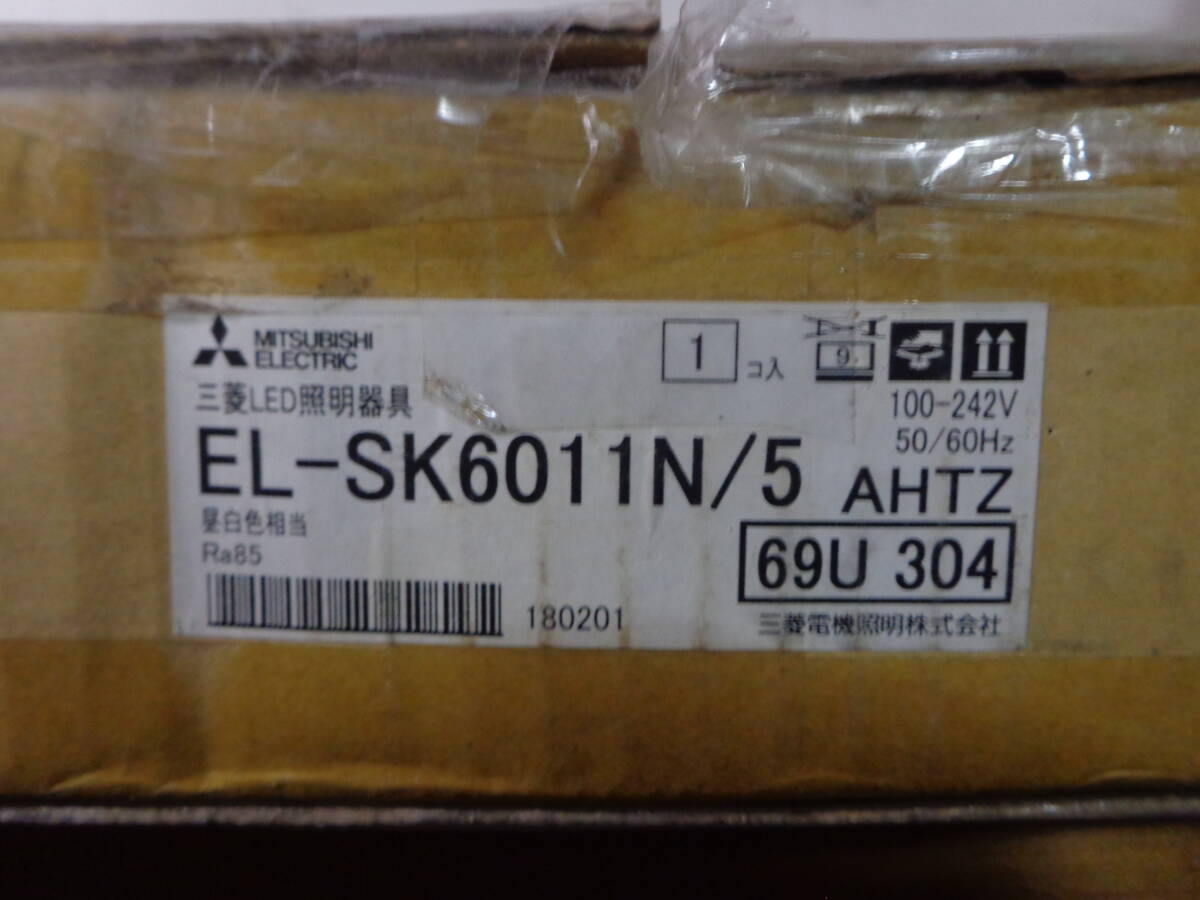 MITSUBISHI
ELECTRIC
1 コ入
9
三菱LED照明器具
100-242V
50/60Hz
EL-SK6011N/5 AHTZ
昼白色相当
Ra85
69U 304
180201
三菱電機照明株式会社